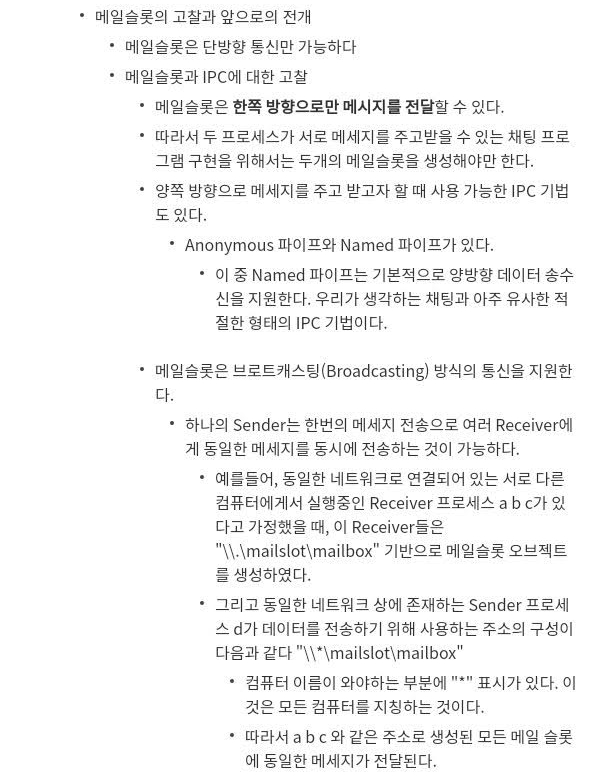 • 메일슬롯의 고찰과 앞으로의 전개
• 메일슬롯은 단방향 통신만 가능하다
• 메일슬롯과 IPC에 대한 고찰
• 메일슬롯은 한쪽 방향으로만 메시지를 전달할 수 있다.
• 따라서 두 프로세스가 서로 메세지를 주고받을 수 있는 채팅 프로
그램 구현을 위해서는 두개의 메일슬롯을 생성해야만 한다.
• 양쪽 방향으로 메세지를 주고 받고자 할 때 사용 가능한 IPC 기법
도 있다.
• Anonymous 파이프와 Named 파이프가 있다.
• 이 중 Named 파이프는 기본적으로 양방향 데이터 송수
신을 지원한다. 우리가 생각하는 채팅과 아주 유사한 적
절한 형태의 IPC 기법이다.
• 메일슬롯은 브로트캐스팅(Broadcasting) 방식의 통신을 지원한
다.
• 하나의 Sender는 한번의 메세지 전송으로 여러 Receiver에
게 동일한 메세지를 동시에 전송하는 것이 가능하다.
• 예를들어, 동일한 네트워크로 연결되어 있는 서로 다른
컴퓨터에게서 실행중인 Receiver 프로세스 a b c가 있
다고 가정했을 때, 이 Receiver들은
"\\.\mailslot\mailbox" 기반으로 메일슬롯 오브젝트
를 생성하였다.
• 그리고 동일한 네트워크 상에 존재하는 Sender 프로세
스 d가 데이터를 전송하기 위해 사용하는 주소의 구성이
다음과 같다 "\\*\mailslot\mailbox"
• 컴퓨터 이름이 와야하는 부분에 "*" 표시가 있다. 이
것은 모든 컴퓨터를 지칭하는 것이다.
• 따라서 a b c 와 같은 주소로 생성된 모든 메일 슬롯
에 동일한 메세지가 전달된다.